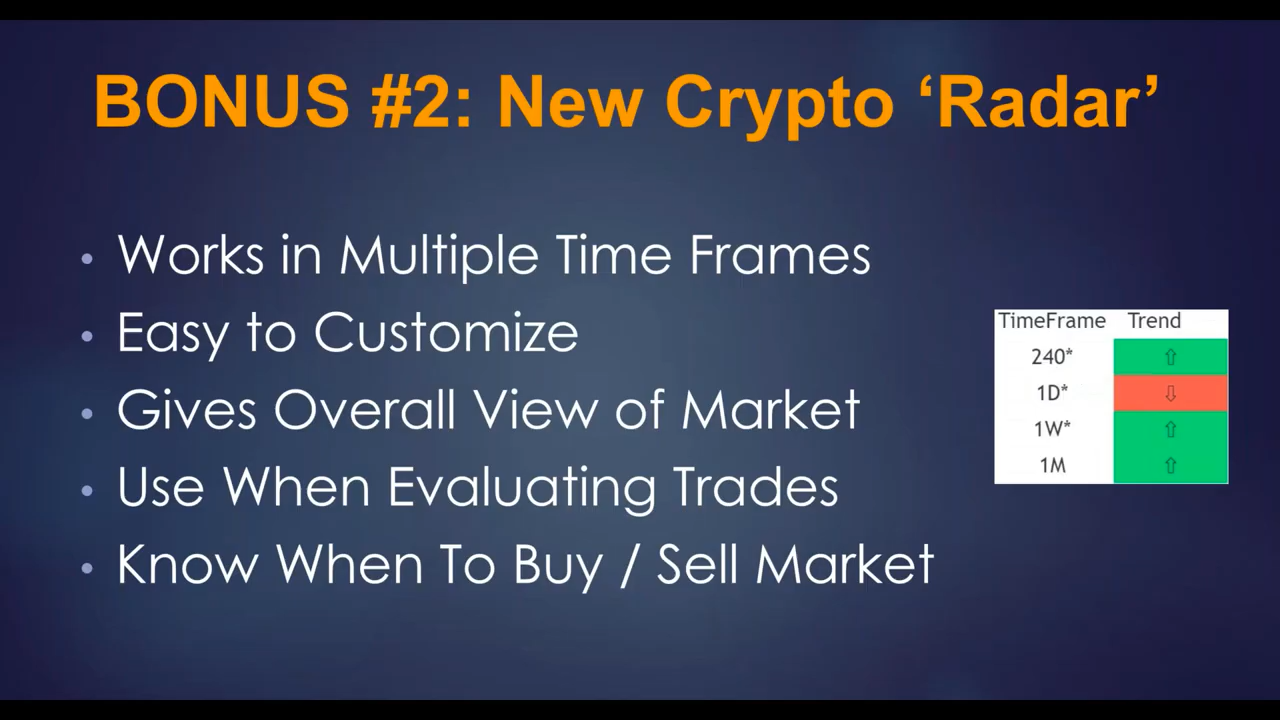 BONUS #2: New Crypto ‘Radar’
• Works in Multiple Time Frames
• Easy to Customize
• Gives Overall View of Market
• Use When Evaluating Trades
• Know When To Buy / Sell Market
TimeFrame Trend
240* ⇧
1D* ⇩
1W* ⇧
1M ⇧